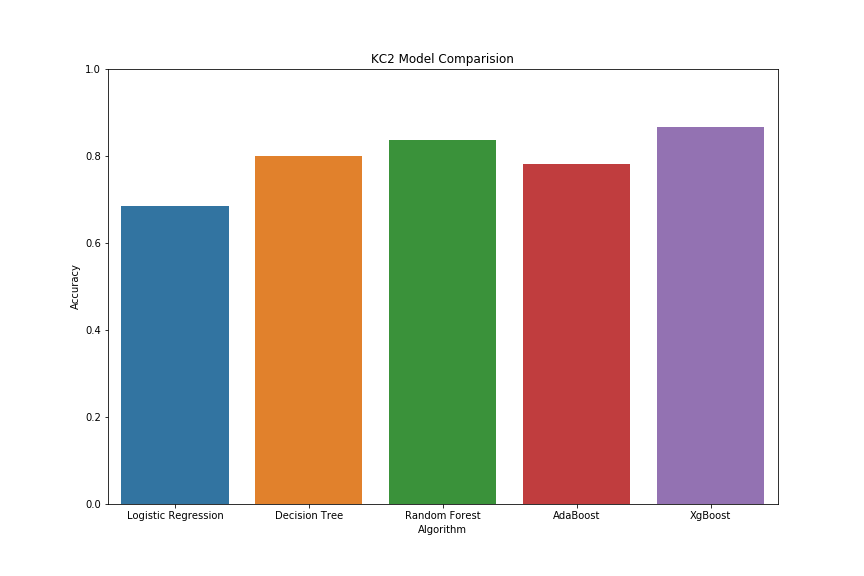 KC2 Model Comparision
1.0
0.8
0.6
0.4
0.2
0.0
Accuracy
Logistic Regression Decision Tree Random Forest AdaBoost XgBoost
Algorithm